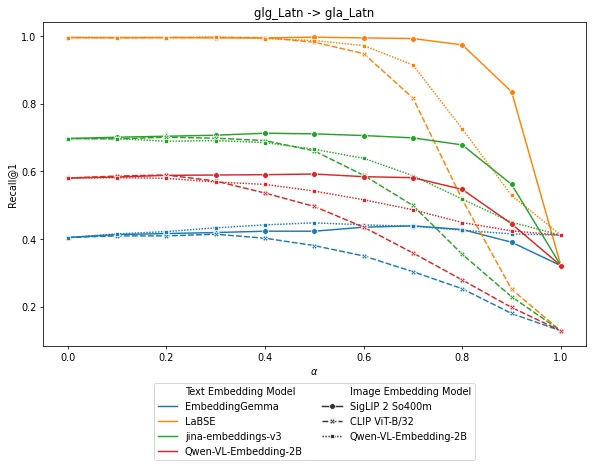 glg_Latn -> gla_Latn
Recall@1
1.0
0.8
0.6
0.4
0.2
0.0 0.2 0.4 0.6 0.8 1.0
α
Text Embedding Model
EmbeddingGemma
LaBSE
jina-embeddings-v3
Qwen-VL-Embedding-2B
Image Embedding Model
SigLIP 2 So400m
CLIP ViT-B/32
Qwen-VL-Embedding-2B